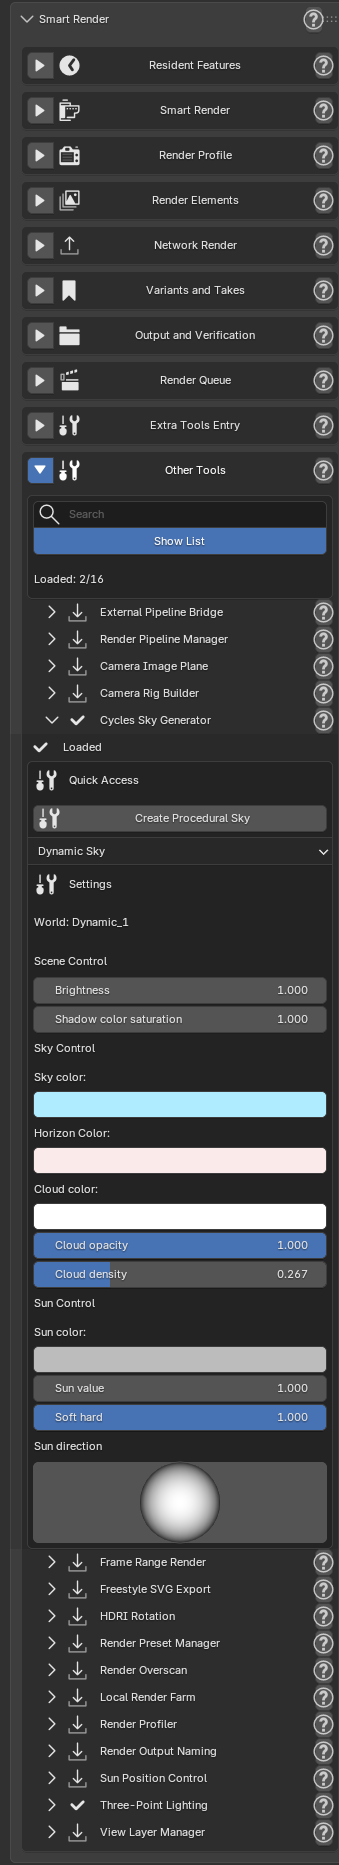 Smart Render
Resident Features
Smart Render
Render Profile
Render Elements
Network Render
Variants and Takes
Output and Verification
Render Queue
Extra Tools Entry
Other Tools
Search
Show List
Loaded: 2/16
External Pipeline Bridge
Render Pipeline Manager
Camera Image Plane
Camera Rig Builder
Cycles Sky Generator
Loaded
Quick Access
Create Procedural Sky
Dynamic Sky
Settings
World: Dynamic_1
Scene Control
Brightness 1.000
Shadow color saturation 1.000
Sky Control
Sky color:
Horizon Color:
Cloud color:
Cloud opacity 1.000
Cloud density 0.267
Sun Control
Sun color:
Sun value 1.000
Soft hard 1.000
Sun direction
Frame Range Render
Freestyle SVG Export
HDRI Rotation
Render Preset Manager
Render Overscan
Local Render Farm
Render Profiler
Render Output Naming
Sun Position Control
Three-Point Lighting
View Layer Manager